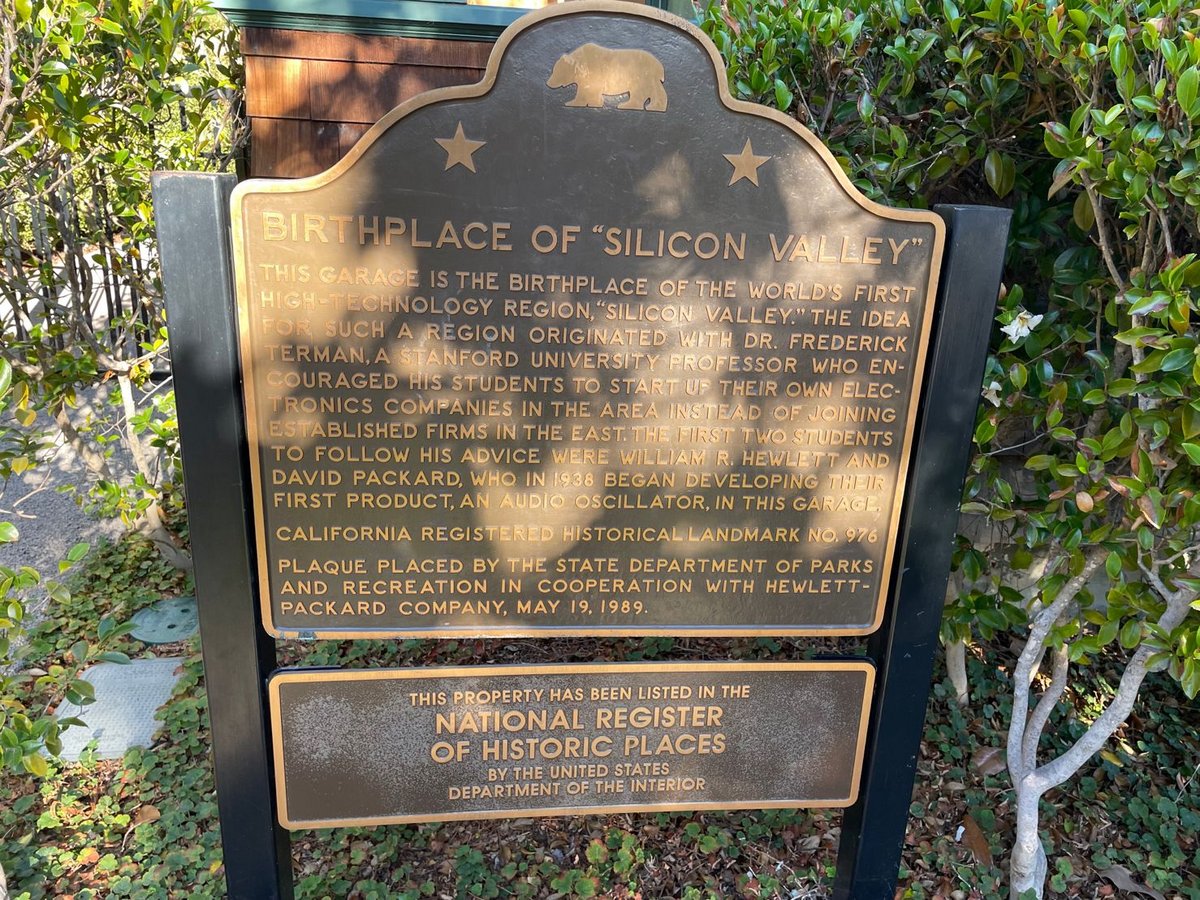 BIRTHPLACE OF "SILICON VALLEY"
THIS GARAGE IS THE BIRTHPLACE OF THE WORLD'S FIRST
HIGH-TECHNOLOGY REGION, "SILICON VALLEY." THE IDEA
FOR SUCH A REGION ORIGINATED WITH DR. FREDERICK
TERMAN, A STANFORD UNIVERSITY PROFESSOR WHO EN-
COURAGED HIS STUDENTS TO START UP THEIR OWN ELEC-
TRONICS COMPANIES IN THE AREA INSTEAD OF JOINING
ESTABLISHED FIRMS IN THE EAST. THE FIRST TWO STUDENTS
TO FOLLOW HIS ADVICE WERE WILLIAM R. HEWLETT AND
DAVID PACKARD, WHO IN 1938 BEGAN DEVELOPING THEIR
FIRST PRODUCT, AN AUDIO OSCILLATOR, IN THIS GARAGE.
CALIFORNIA REGISTERED HISTORICAL LANDMARK NO. 976
PLAQUE PLACED BY THE STATE DEPARTMENT OF PARKS
AND RECREATION IN COOPERATION WITH HEWLETT-
PACKARD COMPANY, MAY 19, 1989.
THIS PROPERTY HAS BEEN LISTED IN THE
NATIONAL REGISTER
OF HISTORIC PLACES
BY THE UNITED STATES
DEPARTMENT OF THE INTERIOR